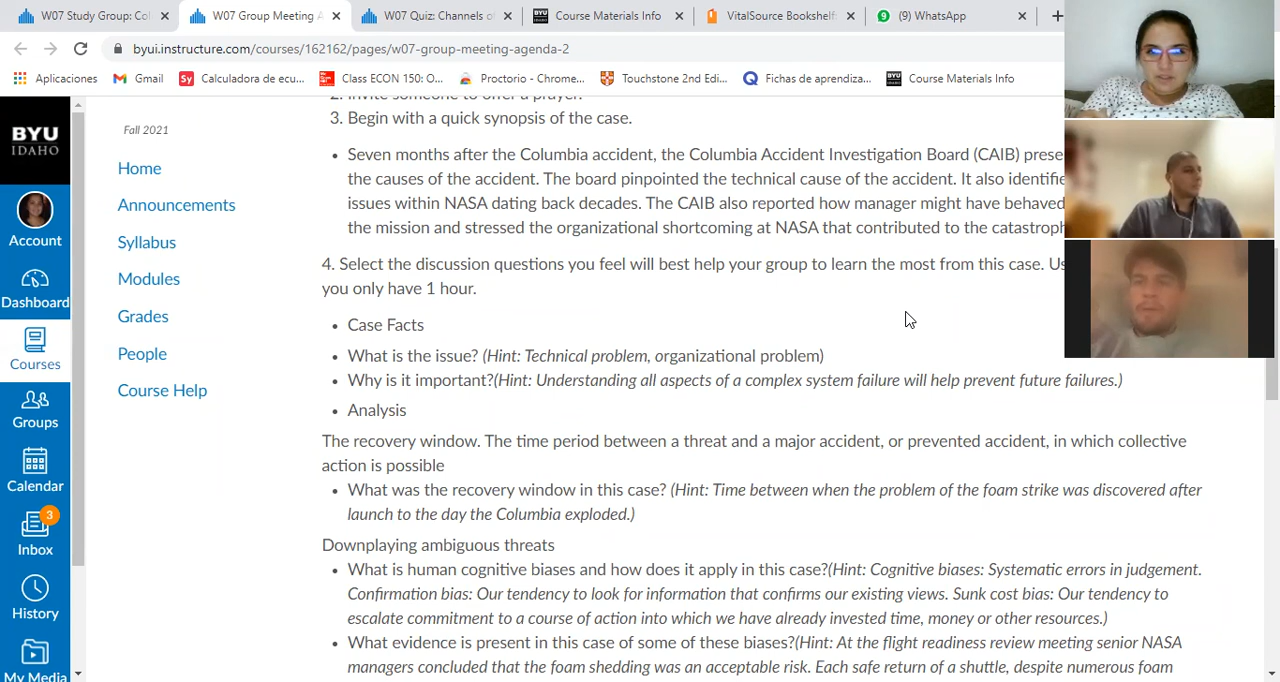 W07 Study Group: Co
W07 Group Meeting A
W07 Quiz: Channels o
Course Materials Info
VitalSource Bookshelf
(9) WhatsApp
byui.instructure.com/courses/162162/pages/w07-group-meeting-agenda-2
Aplicaciones
Gmail
Sy Calculadora de ecu...
Class ECON 150: O...
Proctorio - Chrome...
Touchstone 2nd Edi...
Q Fichas de aprendiza...
Course Materials Info
BYU
IDAHO
Account
Dashboard
Courses
Groups
Calendar
3
Inbox
History
My Media
Fall 2021
Home
Announcements
Syllabus
Modules
Grades
People
Course Help
2. Invite someone to offer a prayer.
3. Begin with a quick synopsis of the case.
• Seven months after the Columbia accident, the Columbia Accident Investigation Board (CAIB) prese
the causes of the accident. The board pinpointed the technical cause of the accident. It also identifie
issues within NASA dating back decades. The CAIB also reported how manager might have behaved
the mission and stressed the organizational shortcoming at NASA that contributed to the catastroph
4. Select the discussion questions you feel will best help your group to learn the most from this case. Us
you only have 1 hour.
• Case Facts
• What is the issue? (Hint: Technical problem, organizational problem)
• Why is it important?(Hint: Understanding all aspects of a complex system failure will help prevent future failures.)
• Analysis
The recovery window. The time period between a threat and a major accident, or prevented accident, in which collective
action is possible
• What was the recovery window in this case? (Hint: Time between when the problem of the foam strike was discovered after
launch to the day the Columbia exploded.)
Downplaying ambiguous threats
• What is human cognitive biases and how does it apply in this case?(Hint: Cognitive biases: Systematic errors in judgement.
Confirmation bias: Our tendency to look for information that confirms our existing views. Sunk cost bias: Our tendency to
escalate commitment to a course of action into which we have already invested time, money or other resources.)
• What evidence is present in this case of some of these biases?(Hint: At the flight readiness review meeting senior NASA
managers concluded that the foam shedding was an acceptable risk. Each safe return of a shuttle, despite numerous foam